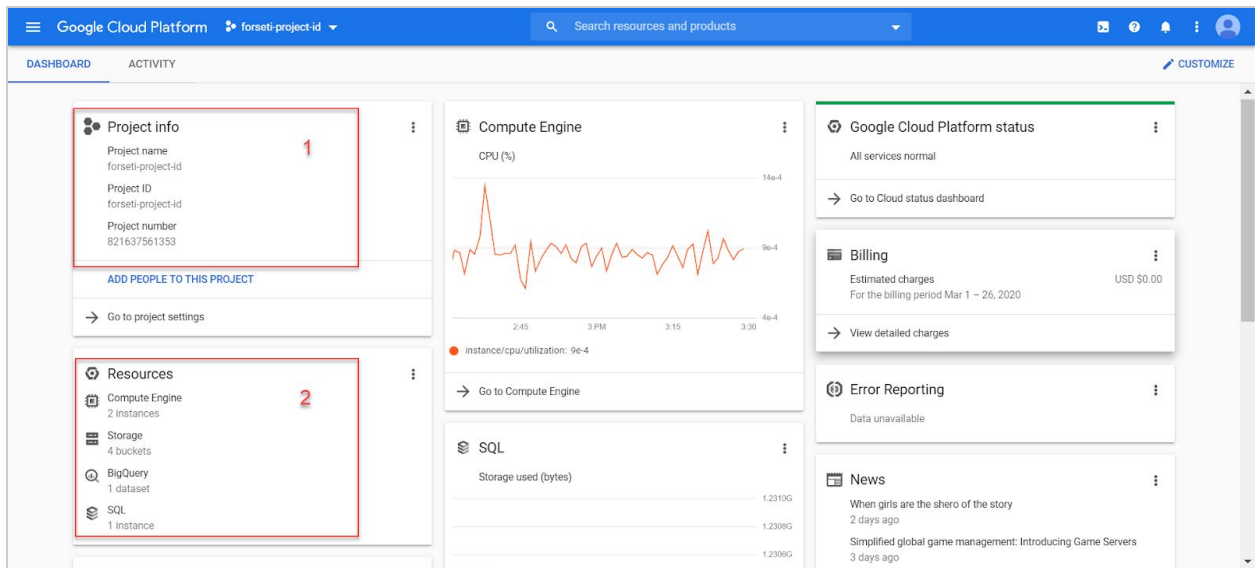 Google Cloud Platform
forseti-project-id
Search resources and products
DASHBOARD
ACTIVITY
CUSTOMIZE
Project info
1
Project name
forseti-project-id
Project ID
forseti-project-id
Project number
821637561353
ADD PEOPLE TO THIS PROJECT
Go to project settings
Resources
2
Compute Engine
2 instances
Storage
4 buckets
BigQuery
1 dataset
SQL
1 instance
Compute Engine
CPU (%)
14e-4
9e-4
4e-4
2:45
3 PM
3:15
3:30
instance/cpu/utilization: 9e-4
Go to Compute Engine
SQL
Storage used (bytes)
1.2310G
1.2308G
1.2306G
Google Cloud Platform status
All services normal
Go to Cloud status dashboard
Billing
Estimated charges
USD $0.00
For the billing period Mar 1 – 26, 2020
View detailed charges
Error Reporting
Data unavailable
News
When girls are the shero of the story
2 days ago
Simplified global game management: Introducing Game Servers
3 days ago